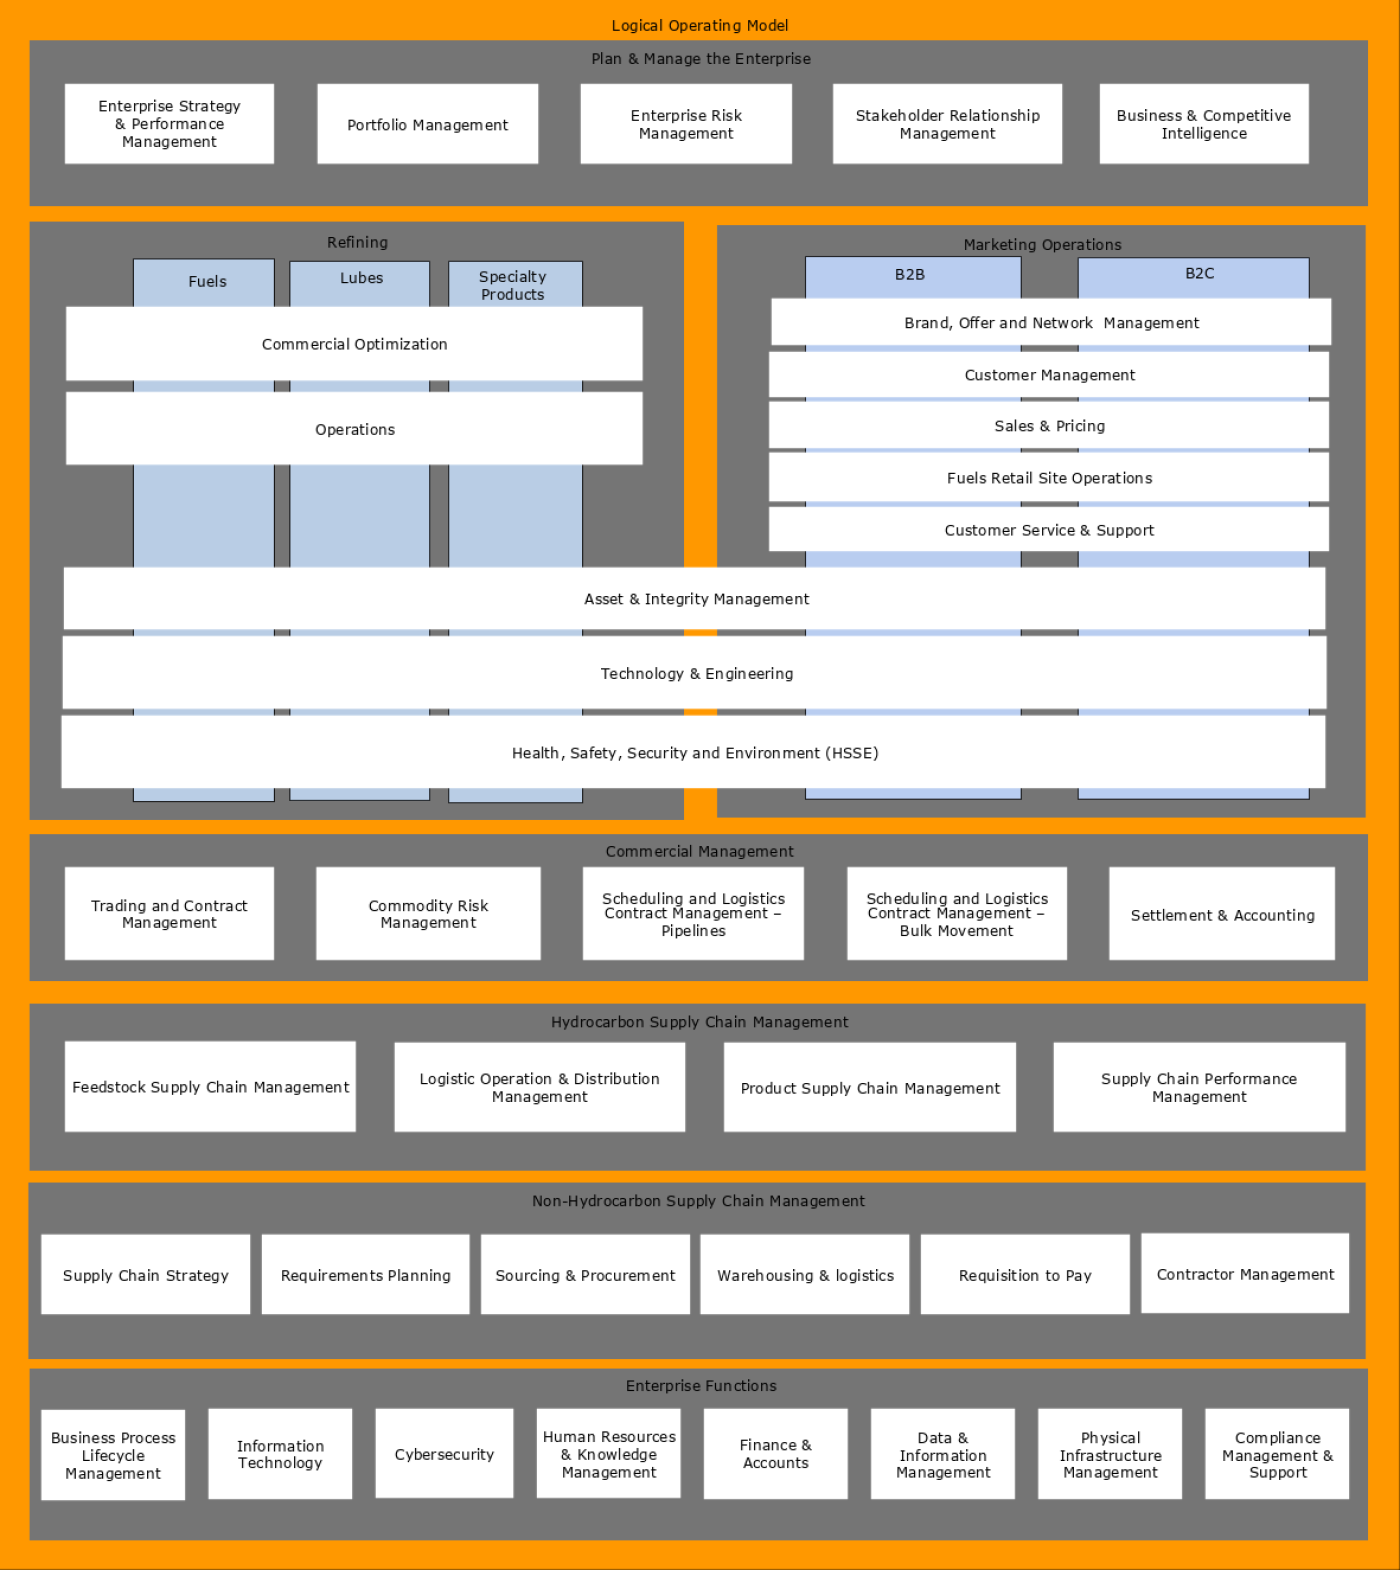 Logical Operating Model
Plan & Manage the Enterprise
Enterprise Strategy
& Performance
Management
Portfolio Management
Enterprise Risk
Management
Stakeholder Relationship
Management
Business & Competitive
Intelligence
Refining
Fuels
Lubes
Specialty
Products
Commercial Optimization
Operations
Marketing Operations
B2B
B2C
Brand, Offer and Network  Management
Customer Management
Sales & Pricing
Fuels Retail Site Operations
Customer Service & Support
Asset & Integrity Management
Technology & Engineering
Health, Safety, Security and Environment (HSSE)
Commercial Management
Trading and Contract
Management
Commodity Risk
Management
Scheduling and Logistics
Contract Management –
Pipelines
Scheduling and Logistics
Contract Management –
Bulk Movement
Settlement & Accounting
Hydrocarbon Supply Chain Management
Feedstock Supply Chain Management
Logistic Operation & Distribution
Management
Product Supply Chain Management
Supply Chain Performance
Management
Non-Hydrocarbon Supply Chain Management
Supply Chain Strategy
Requirements Planning
Sourcing & Procurement
Warehousing & logistics
Requisition to Pay
Contractor Management
Enterprise Functions
Business Process
Lifecycle
Management
Information
Technology
Cybersecurity
Human Resources
& Knowledge
Management
Finance &
Accounts
Data &
Information
Management
Physical
Infrastructure
Management
Compliance
Management &
Support